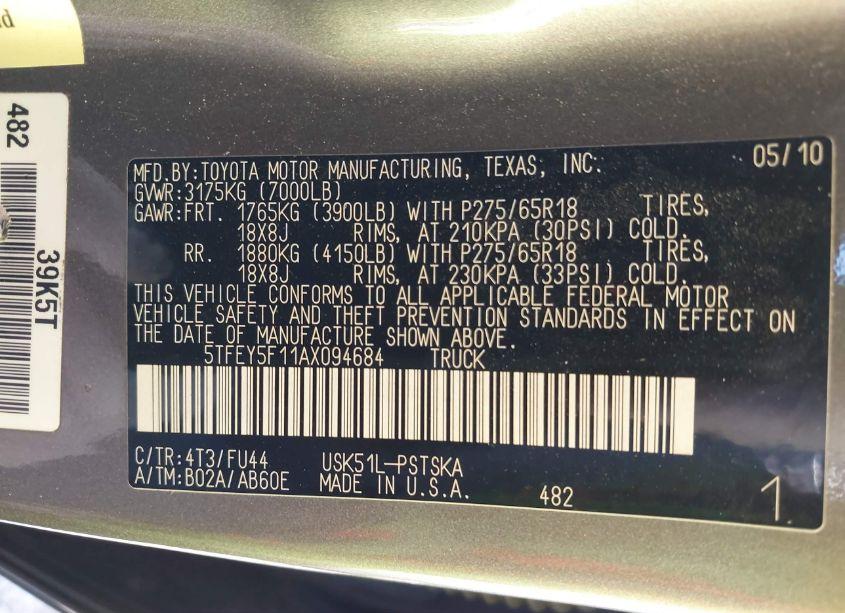 d
482
39K5T
MFD.BY:TOYOTA MOTOR MANUFACTURING, TEXAS, INC. 05/10
GVWR:3175KG (7000LB)
GAWR:FRT. 1765KG (3900LB) WITH P275/65R18 TIRES,
18X8J RIMS, AT 210KPA (30PSI) COLD.
RR. 1880KG (4150LB) WITH P275/65R18 TIRES,
18X8J RIMS, AT 230KPA (33PSI) COLD.
THIS VEHICLE CONFORMS TO ALL APPLICABLE FEDERAL MOTOR
VEHICLE SAFETY AND THEFT PREVENTION STANDARDS IN EFFECT ON
THE DATE OF MANUFACTURE SHOWN ABOVE.
5TFEY5F11AX094684 TRUCK
C/TR:4T3/FU44 USK51L-PSTSKA
A/TM:B02A/AB60E MADE IN U.S.A. 482 1